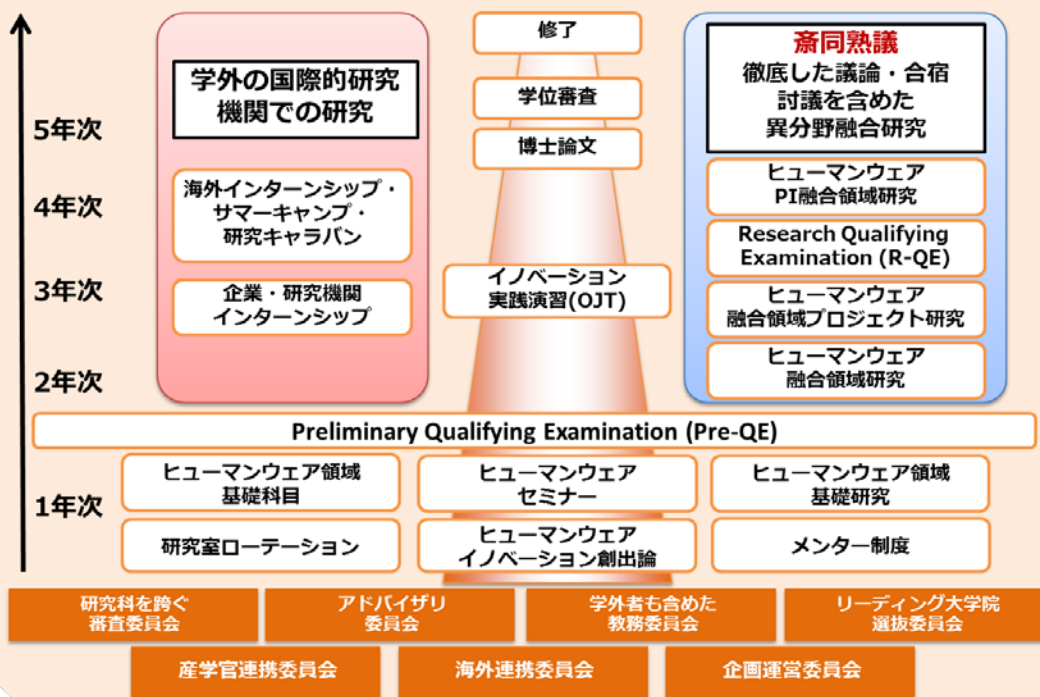 修了
学外の国際的研究
機関での研究
学位審査
博士論文
斎同熟議
徹底した議論・合宿
討議を含めた
異分野融合研究
5年次
4年次
海外インターンシップ・
サマーキャンプ・
研究キャラバン
ヒューマンウェア
PI融合領域研究
Research Qualifying
Examination (R-QE)
3年次
企業・研究機関
インターンシップ
イノベーション
実践演習(OJT)
ヒューマンウェア
融合領域プロジェクト研究
2年次
ヒューマンウェア
融合領域研究
Preliminary Qualifying Examination (Pre-QE)
1年次
ヒューマンウェア領域
基礎科目
ヒューマンウェア
セミナー
ヒューマンウェア領域
基礎研究
研究室ローテーション
ヒューマンウェア
イノベーション創出論
メンター制度
研究科を跨ぐ
審査委員会
アドバイザリ
委員会
学外者も含めた
教務委員会
リーディング大学院
選抜委員会
産学官連携委員会
海外連携委員会
企画運営委員会